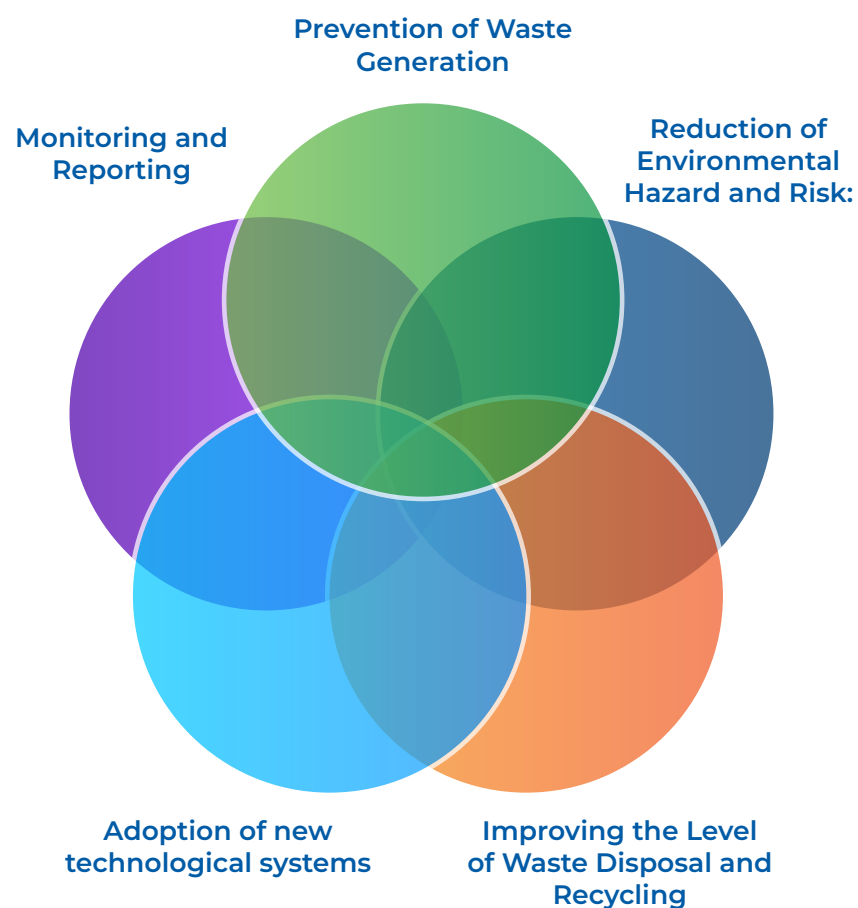 Prevention of Waste
Generation
Monitoring and
Reporting
Reduction of
Environmental
Hazard and Risk:
Adoption of new
technological systems
Improving the Level
of Waste Disposal and
Recycling